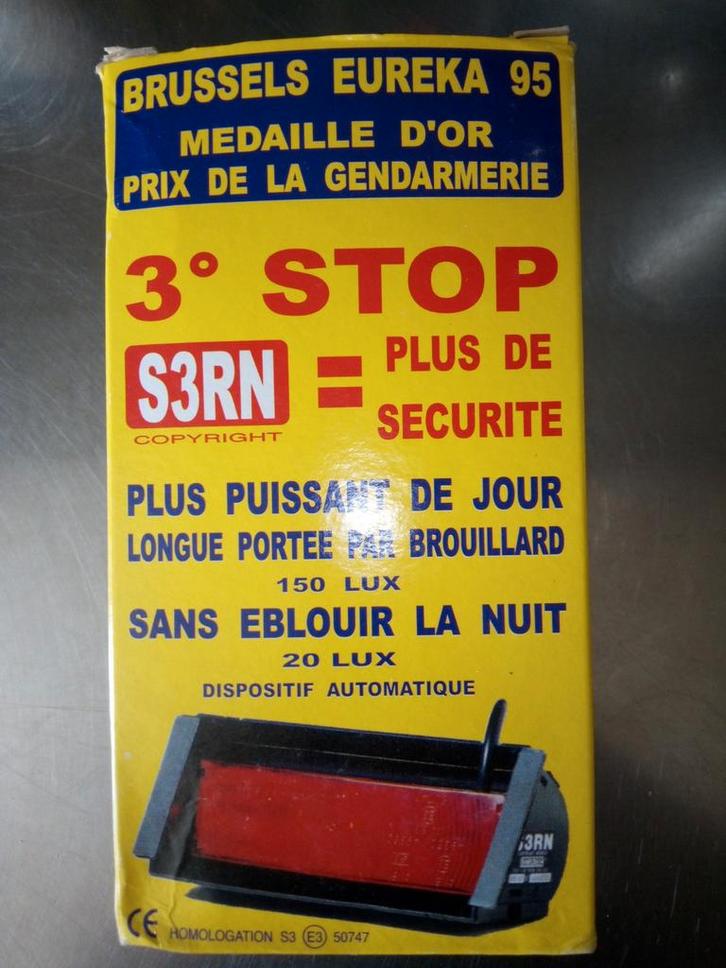 BRUSSELS EUREKA 95
MEDAILLE D'OR
PRIX DE LA GENDARMERIE
3° STOP
S3RN = PLUS DE
COPYRIGHT SECURITE
PLUS PUISSANT DE JOUR
LONGUE PORTEE PAR BROUILLARD
150 LUX
SANS EBLOUIR LA NUIT
20 LUX
DISPOSITIF AUTOMATIQUE
S3RN
CE HOMOLOGATION S3 E3 50747